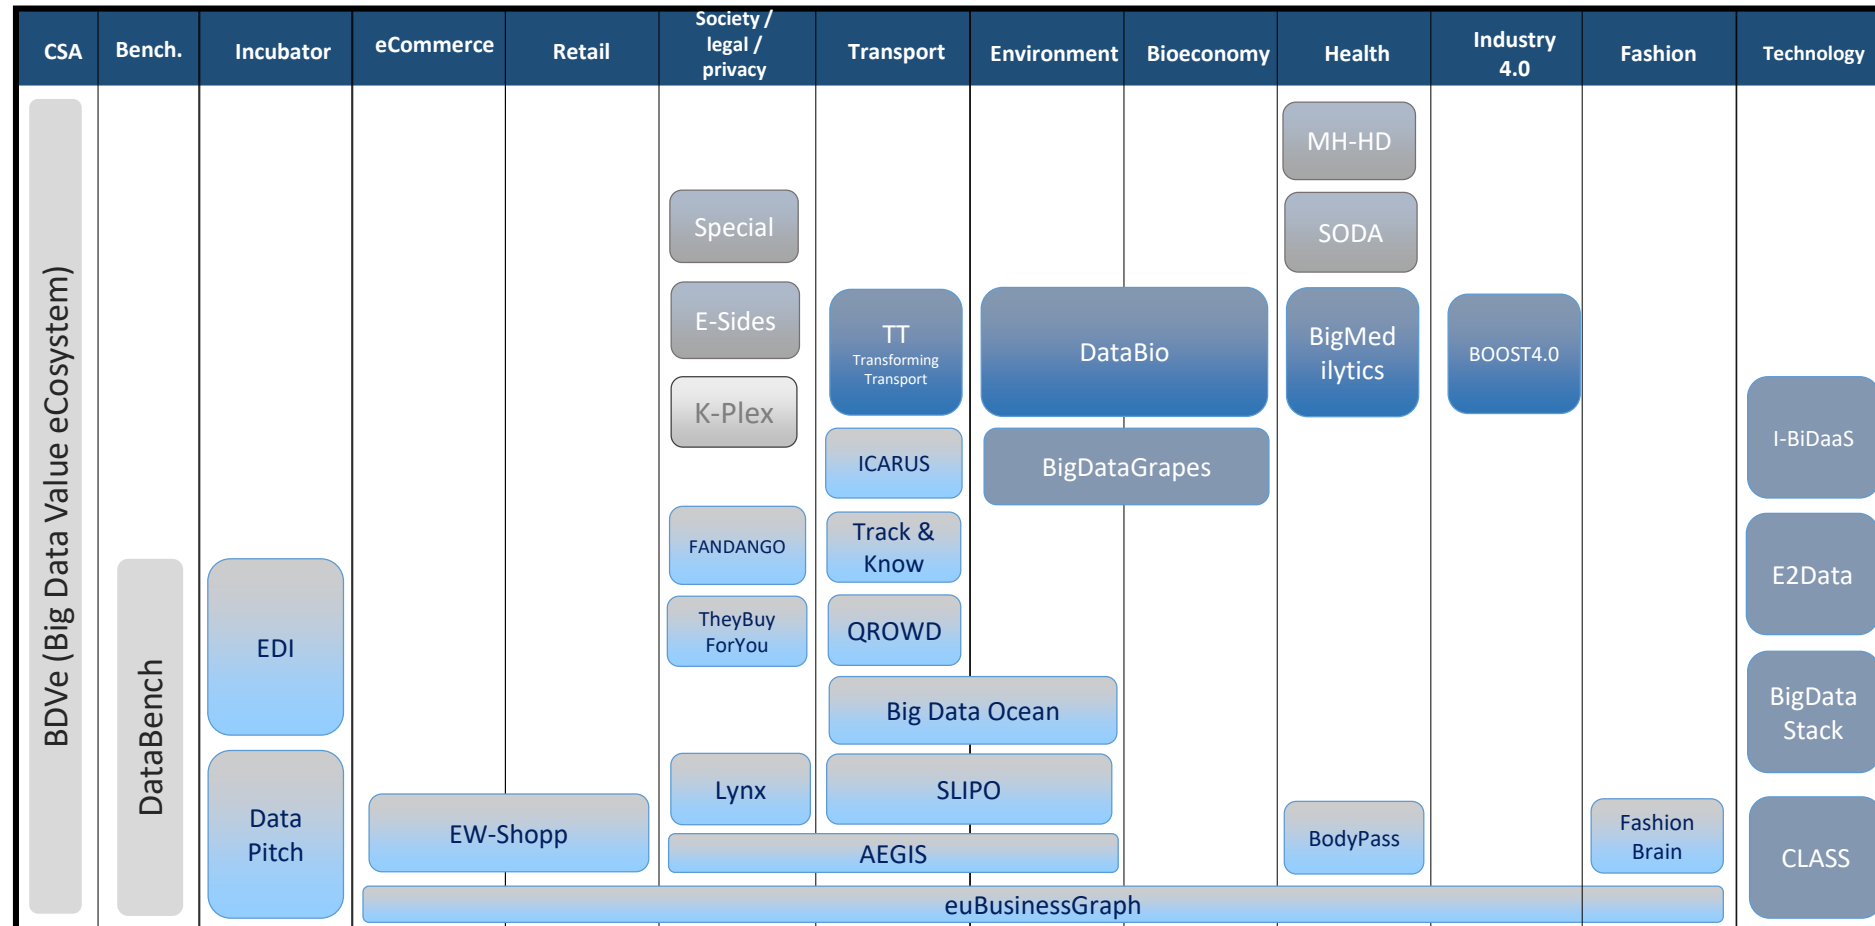 CSA
Bench.
Incubator
eCommerce
Retail
Society /
legal /
privacy
Transport
Environment
Bioeconomy
Health
Industry
4.0
Fashion
Technology
BDVe (Big Data Value eCosystem)
DataBench
EDI
Data
Pitch
EW-Shopp
Special
E-Sides
K-Plex
FANDANGO
TheyBuy
ForYou
Lynx
AEGIS
TT
Transforming
Transport
ICARUS
Track &
Know
QROWD
Big Data Ocean
SLIPO
DataBio
BigDataGrapes
MH-HD
SODA
BigMed
ilytics
BodyPass
BOOST4.0
Fashion
Brain
I-BiDaaS
E2Data
BigData
Stack
CLASS
euBusinessGraph